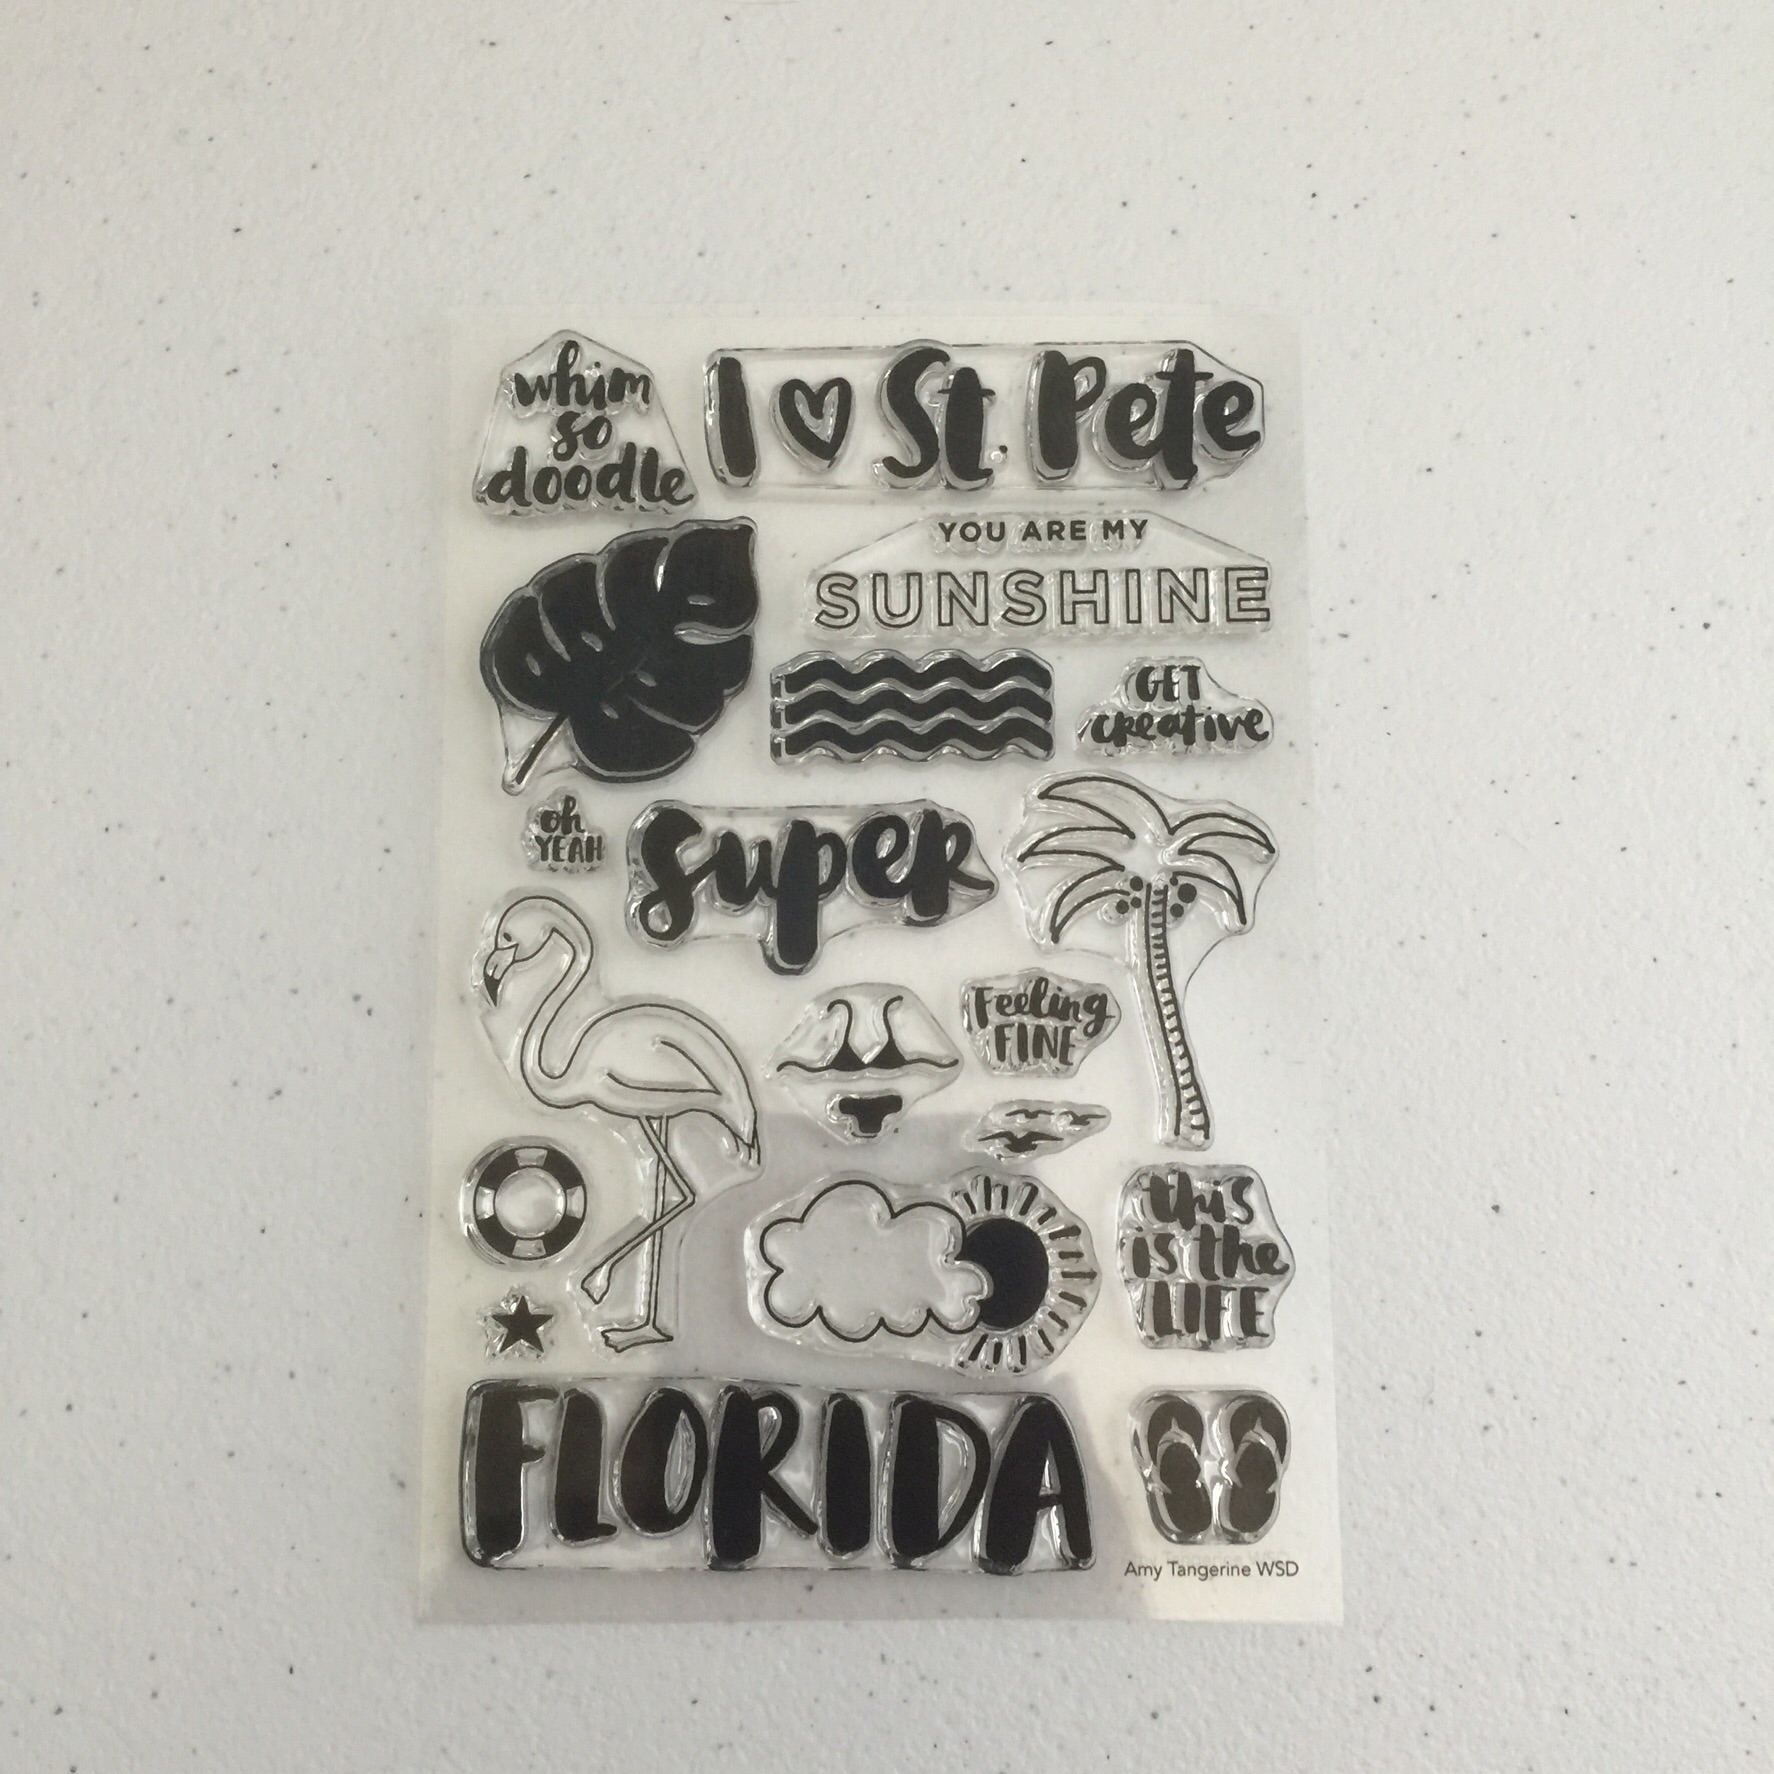 whim
so
doodle
I ♡ St. Pete
YOU ARE MY
SUNSHINE
GET
creative
oh
YEAH
super
Feeling
FINE
this
is the
LIFE
FLORIDA
Amy Tangerine WSD